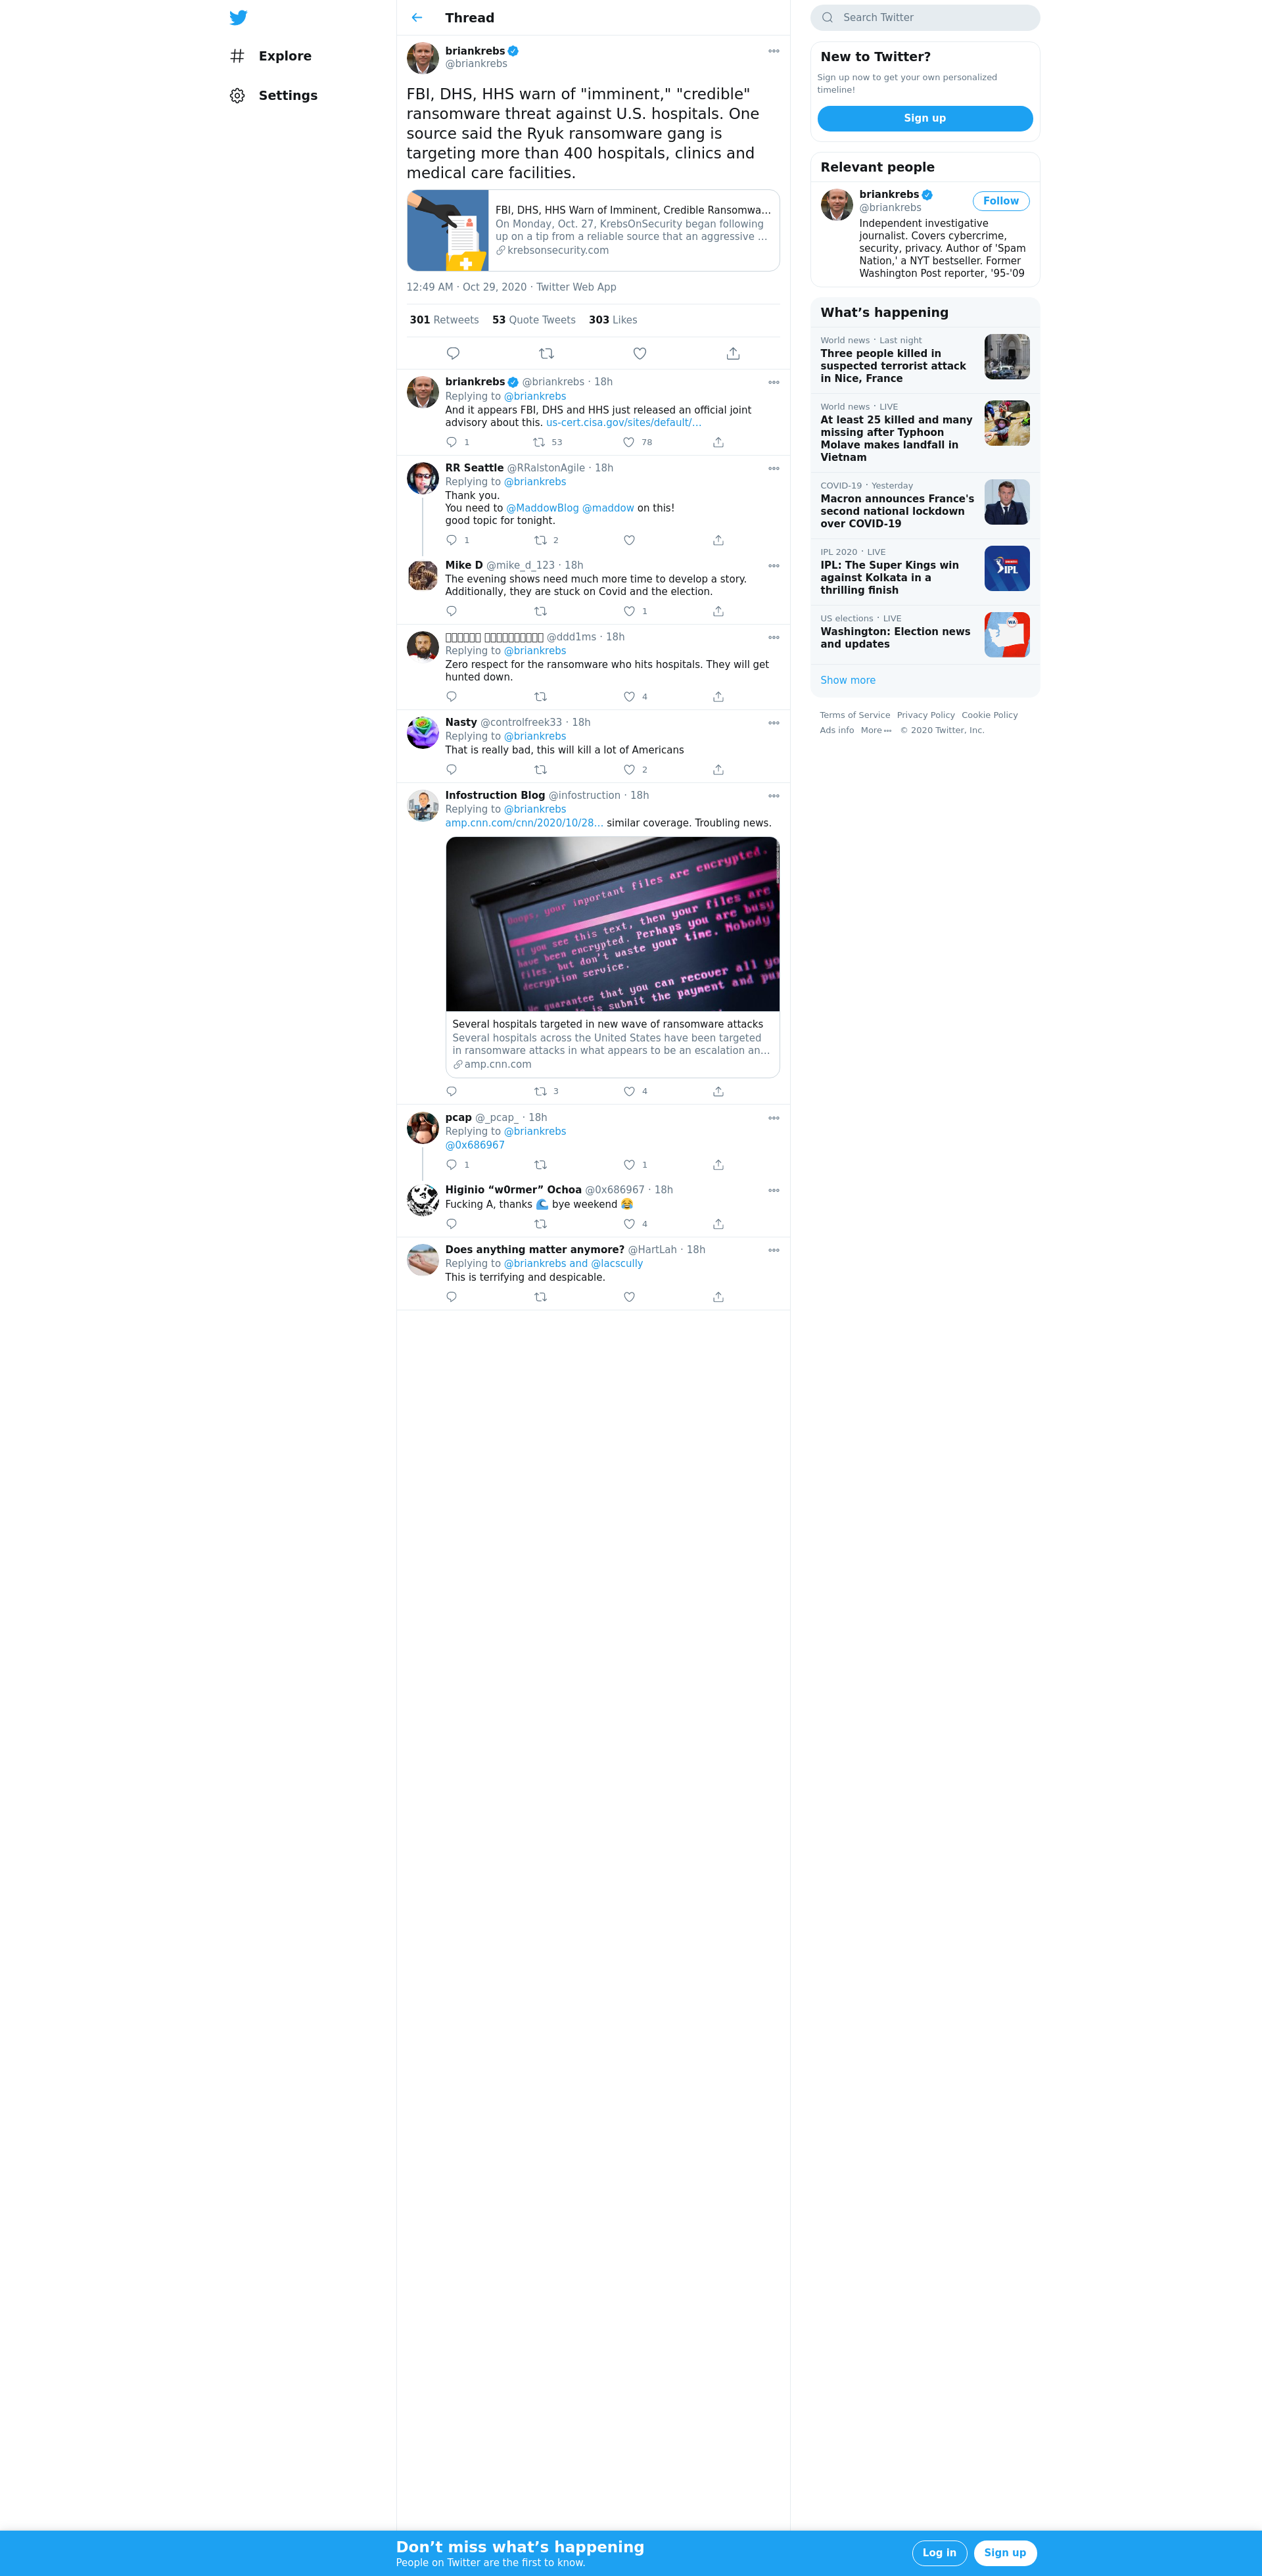 Explore
Settings
Thread
briankrebs
@briankrebs
FBI, DHS, HHS warn of "imminent," "credible"
ransomware threat against U.S. hospitals. One
source said the Ryuk ransomware gang is
targeting more than 400 hospitals, clinics and
medical care facilities.
FBI, DHS, HHS Warn of Imminent, Credible Ransomwa…
On Monday, Oct. 27, KrebsOnSecurity began following
up on a tip from a reliable source that an aggressive …
krebsonsecurity.com
12:49 AM · Oct 29, 2020 · Twitter Web App
301 Retweets 53 Quote Tweets 303 Likes
briankrebs @briankrebs · 18h
Replying to @briankrebs
And it appears FBI, DHS and HHS just released an official joint
advisory about this. us-cert.cisa.gov/sites/default/…
1 53 78
RR Seattle @RRalstonAgile · 18h
Replying to @briankrebs
Thank you.
You need to @MaddowBlog @maddow on this!
good topic for tonight.
1 2
Mike D @mike_d_123 · 18h
The evening shows need much more time to develop a story.
Additionally, they are stuck on Covid and the election.
1
@ddd1ms · 18h
Replying to @briankrebs
Zero respect for the ransomware who hits hospitals. They will get
hunted down.
4
Nasty @controlfreek33 · 18h
Replying to @briankrebs
That is really bad, this will kill a lot of Americans
2
Infostruction Blog @infostruction · 18h
Replying to @briankrebs
amp.cnn.com/cnn/2020/10/28… similar coverage. Troubling news.
Ooops, your important files are encrypted.
If you see this text, then your files are
have been encrypted. Perhaps you are busy
files, but don't waste your time. Nobody
decryption service.
We guarantee that you can recover all yo
is submit the payment and pu
Several hospitals targeted in new wave of ransomware attacks
Several hospitals across the United States have been targeted
in ransomware attacks in what appears to be an escalation an…
amp.cnn.com
3 4
pcap @_pcap_ · 18h
Replying to @briankrebs
@0x686967
1 1
Higinio “w0rmer” Ochoa @0x686967 · 18h
Fucking A, thanks 🌊 bye weekend 😂
4
Does anything matter anymore? @HartLah · 18h
Replying to @briankrebs and @lacscully
This is terrifying and despicable.
Search Twitter
New to Twitter?
Sign up now to get your own personalized
timeline!
Sign up
Relevant people
briankrebs
@briankrebs
Follow
Independent investigative
journalist. Covers cybercrime,
security, privacy. Author of 'Spam
Nation,' a NYT bestseller. Former
Washington Post reporter, '95-'09
What’s happening
World news · Last night
Three people killed in
suspected terrorist attack
in Nice, France
World news · LIVE
At least 25 killed and many
missing after Typhoon
Molave makes landfall in
Vietnam
COVID-19 · Yesterday
Macron announces France's
second national lockdown
over COVID-19
IPL 2020 · LIVE
IPL: The Super Kings win
against Kolkata in a
thrilling finish
IPL
US elections · LIVE
Washington: Election news
and updates
WA
Show more
Terms of Service Privacy Policy Cookie Policy
Ads info More © 2020 Twitter, Inc.
Don’t miss what’s happening
People on Twitter are the first to know.
Log in
Sign up